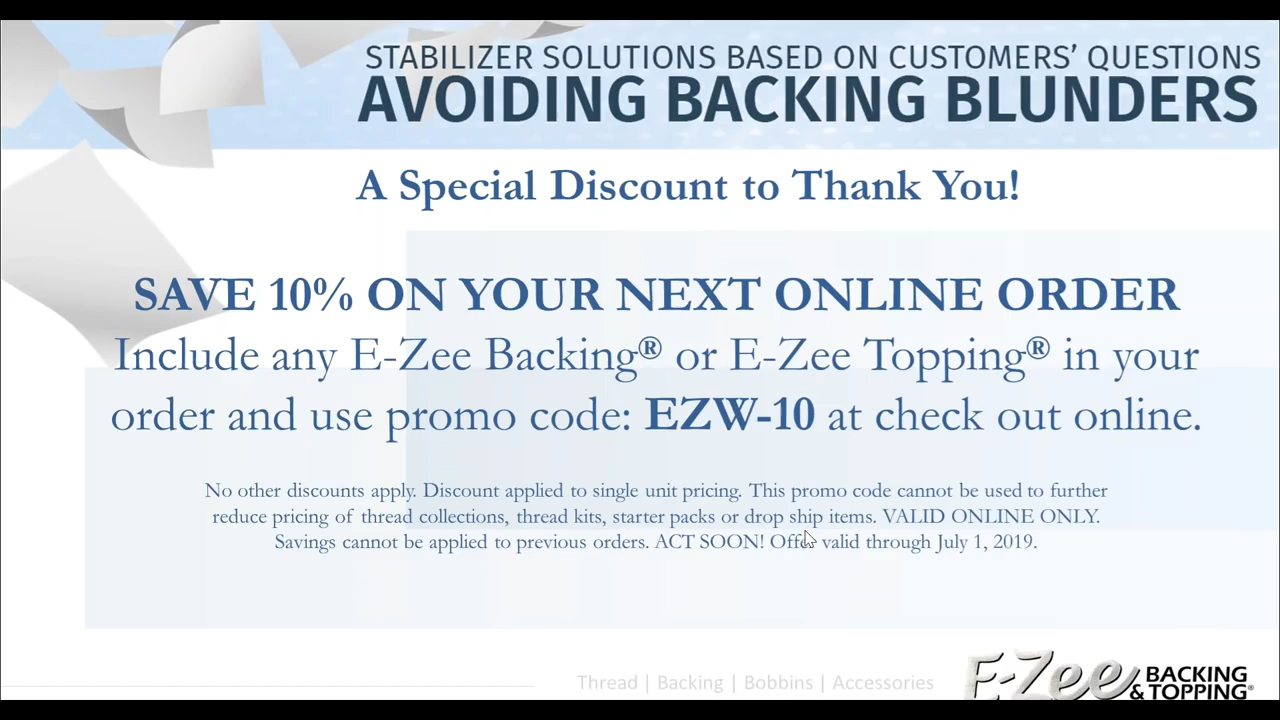 STABILIZER SOLUTIONS BASED ON CUSTOMERS’ QUESTIONS
AVOIDING BACKING BLUNDERS
A Special Discount to Thank You!
SAVE 10% ON YOUR NEXT ONLINE ORDER
Include any E-Zee Backing® or E-Zee Topping® in your
order and use promo code: EZW-10 at check out online.
No other discounts apply. Discount applied to single unit pricing. This promo code cannot be used to further
reduce pricing of thread collections, thread kits, starter packs or drop ship items. VALID ONLINE ONLY.
Savings cannot be applied to previous orders. ACT SOON! Offer valid through July 1, 2019.
Thread | Backing | Bobbins | Accessories
E-Zee BACKING
& TOPPING®